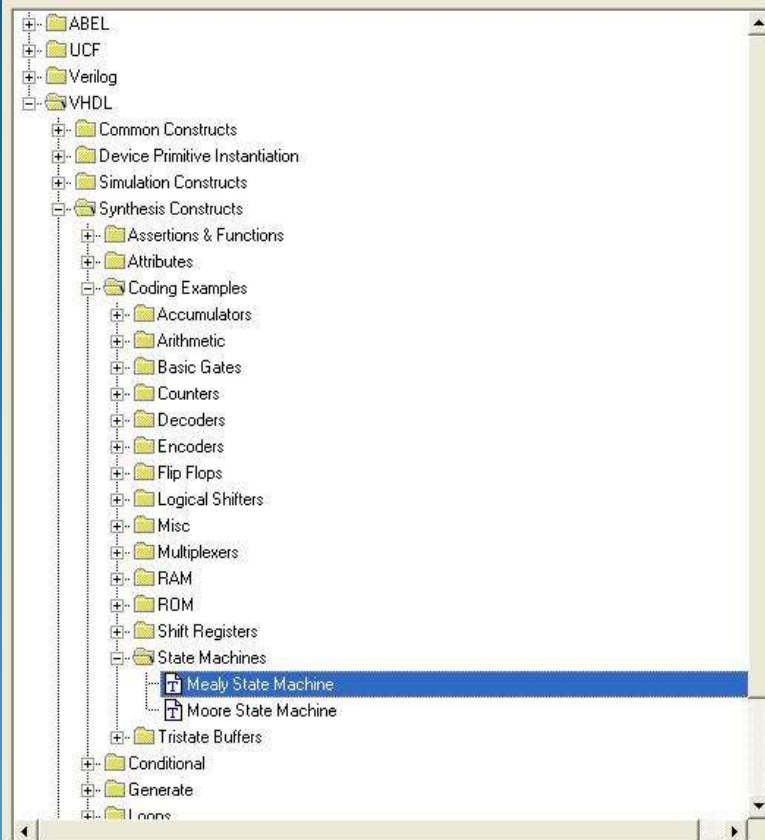 ABEL
UCF
Verilog
VHDL
Common Constructs
Device Primitive Instantiation
Simulation Constructs
Synthesis Constructs
Assertions & Functions
Attributes
Coding Examples
Accumulators
Arithmetic
Basic Gates
Counters
Decoders
Encoders
Flip Flops
Logical Shifters
Misc
Multiplexers
RAM
ROM
Shift Registers
State Machines
Mealy State Machine
Moore State Machine
Tristate Buffers
Conditional
Generate
Loops